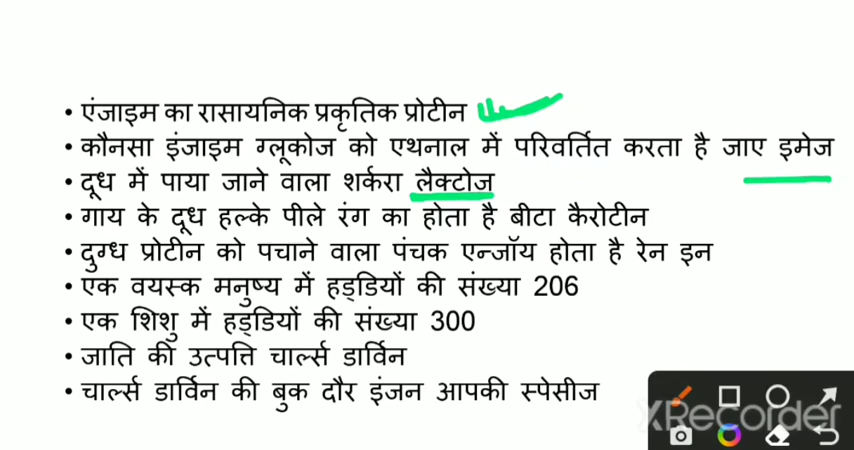 • एंजाइम का रासायनिक प्रकृतिक प्रोटीन
• कौनसा इंजाइम ग्लूकोज को एथनाल में परिवर्तित करता है जाए इमेज
• दूध में पाया जाने वाला शर्करा लैक्टोज
• गाय के दूध हल्के पीले रंग का होता है बीटा कैरोटीन
• दुग्ध प्रोटीन को पचाने वाला पंचक एन्जॉय होता है रेन इन
• एक वयस्क मनुष्य में हड्डियों की संख्या 206
• एक शिशु में हड्डियों की संख्या 300
• जाति की उत्पत्ति चार्ल्स डार्विन
• चार्ल्स डार्विन की बुक दौर इंजन आपकी स्पेसीज
XRecorder